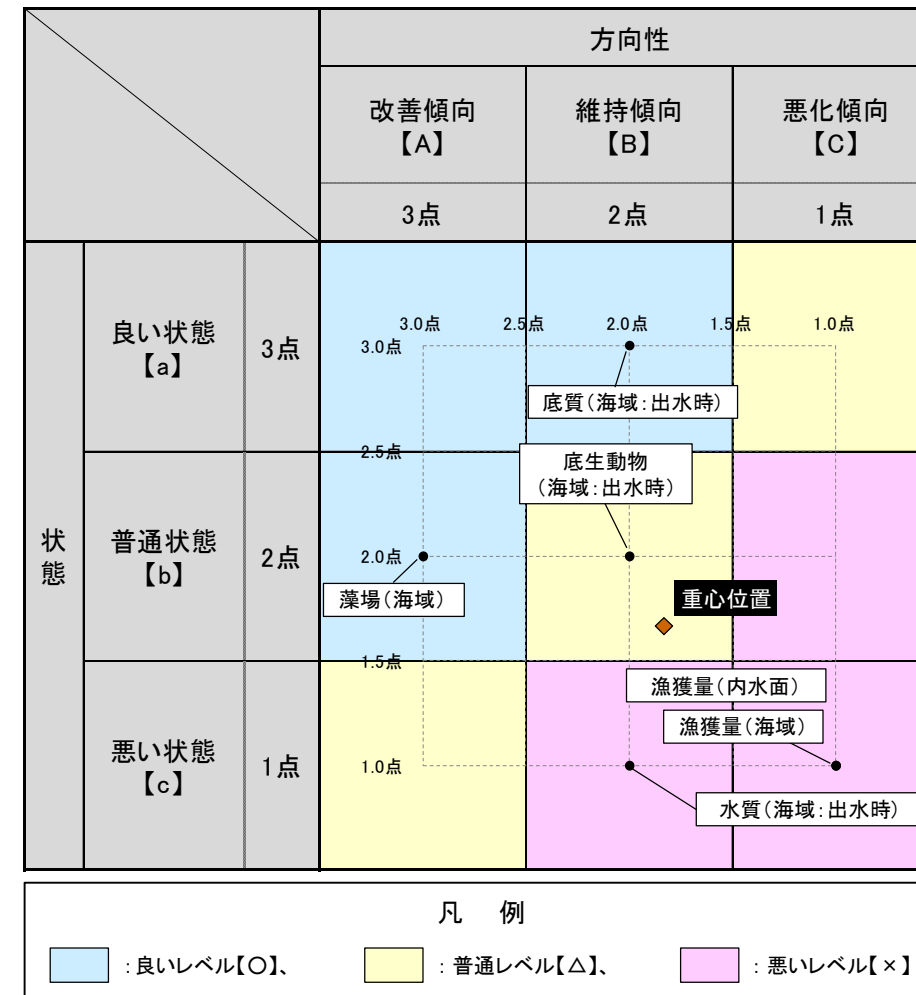 方向性
改善傾向
【A】
維持傾向
【B】
悪化傾向
【C】
3点
2点
1点
状態
良い状態
【a】
3点
3.0点
2.5点
2.0点
1.5点
1.0点
3.0点
底質(海域:出水時)
2.5点
底生動物
(海域:出水時)
普通状態
【b】
2点
2.0点
藻場(海域)
重心位置
1.5点
漁獲量(内水面)
漁獲量(海域)
悪い状態
【c】
1点
1.0点
水質(海域:出水時)
凡 例
:良いレベル【○】、
:普通レベル【△】、
:悪いレベル【×】